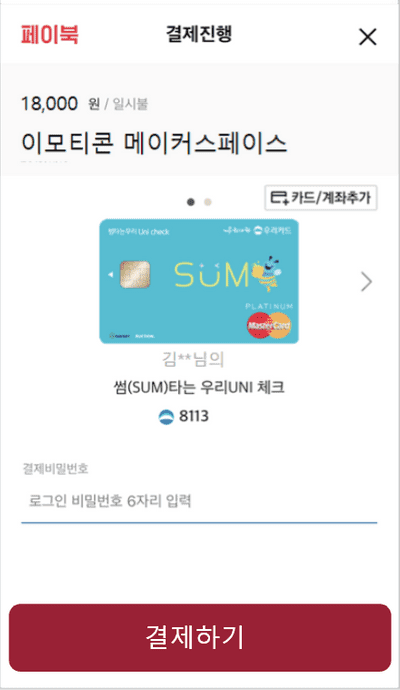 페이북
결제진행
18,000 원 / 일시불
이모티콘 메이커스페이스
카드/계좌추가
썸타는우리 Uni check
우리카드
SUM
PLATINUM
MasterCard
김**님의
썸(SUM)타는 우리UNI 체크
8113
결제비밀번호
로그인 비밀번호 6자리 입력
결제하기